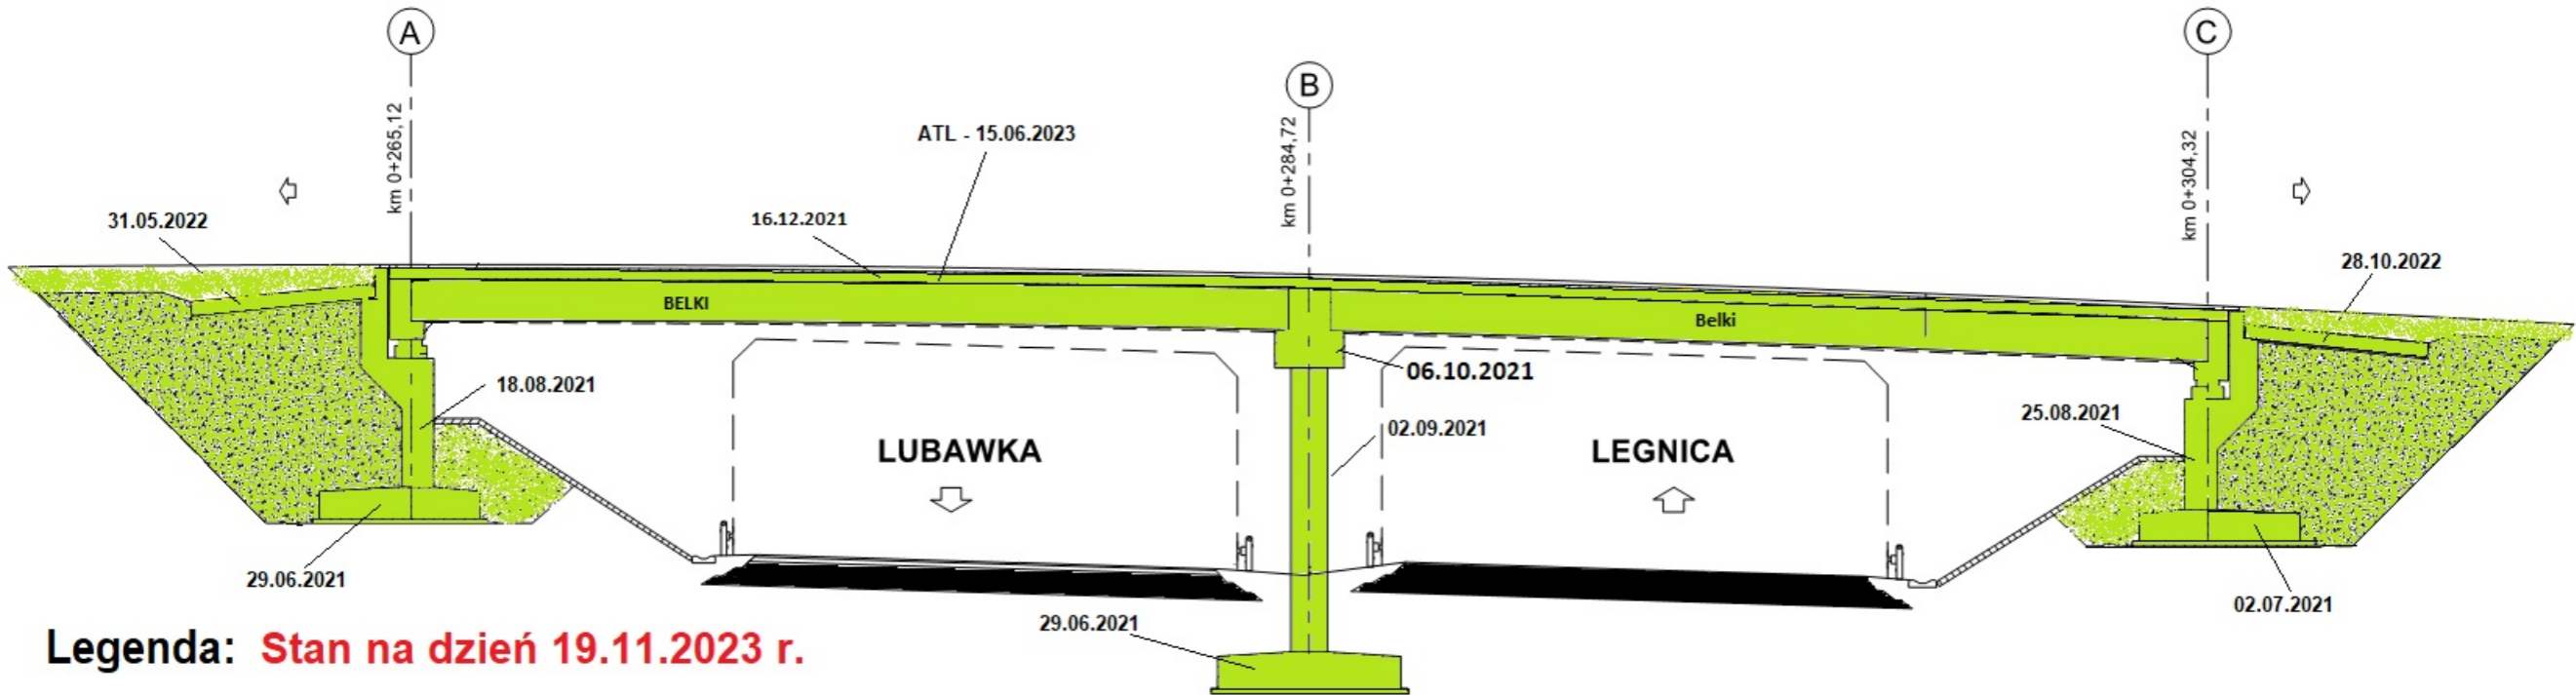 A
B
C
km 0+265,12
km 0+284,72
km 0+304,32
ATL - 15.06.2023
31.05.2022
16.12.2021
28.10.2022
BELKI
Belki
18.08.2021
06.10.2021
02.09.2021
25.08.2021
LUBAWKA
LEGNICA
29.06.2021
29.06.2021
02.07.2021
Legenda: Stan na dzień 19.11.2023 r.